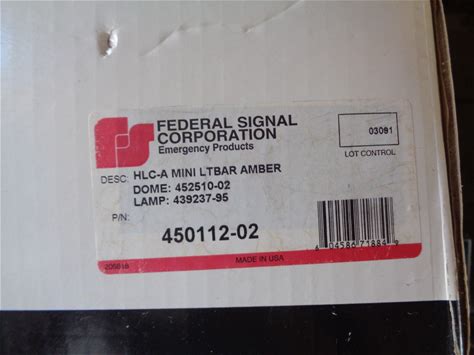 FEDERAL SIGNAL
CORPORATION
Emergency Products
03091
LOT CONTROL
DESC: HLC-A MINI LTBAR AMBER
DOME: 452510-02
LAMP: 439237-95
P/N:
450112-02
MADE IN USA